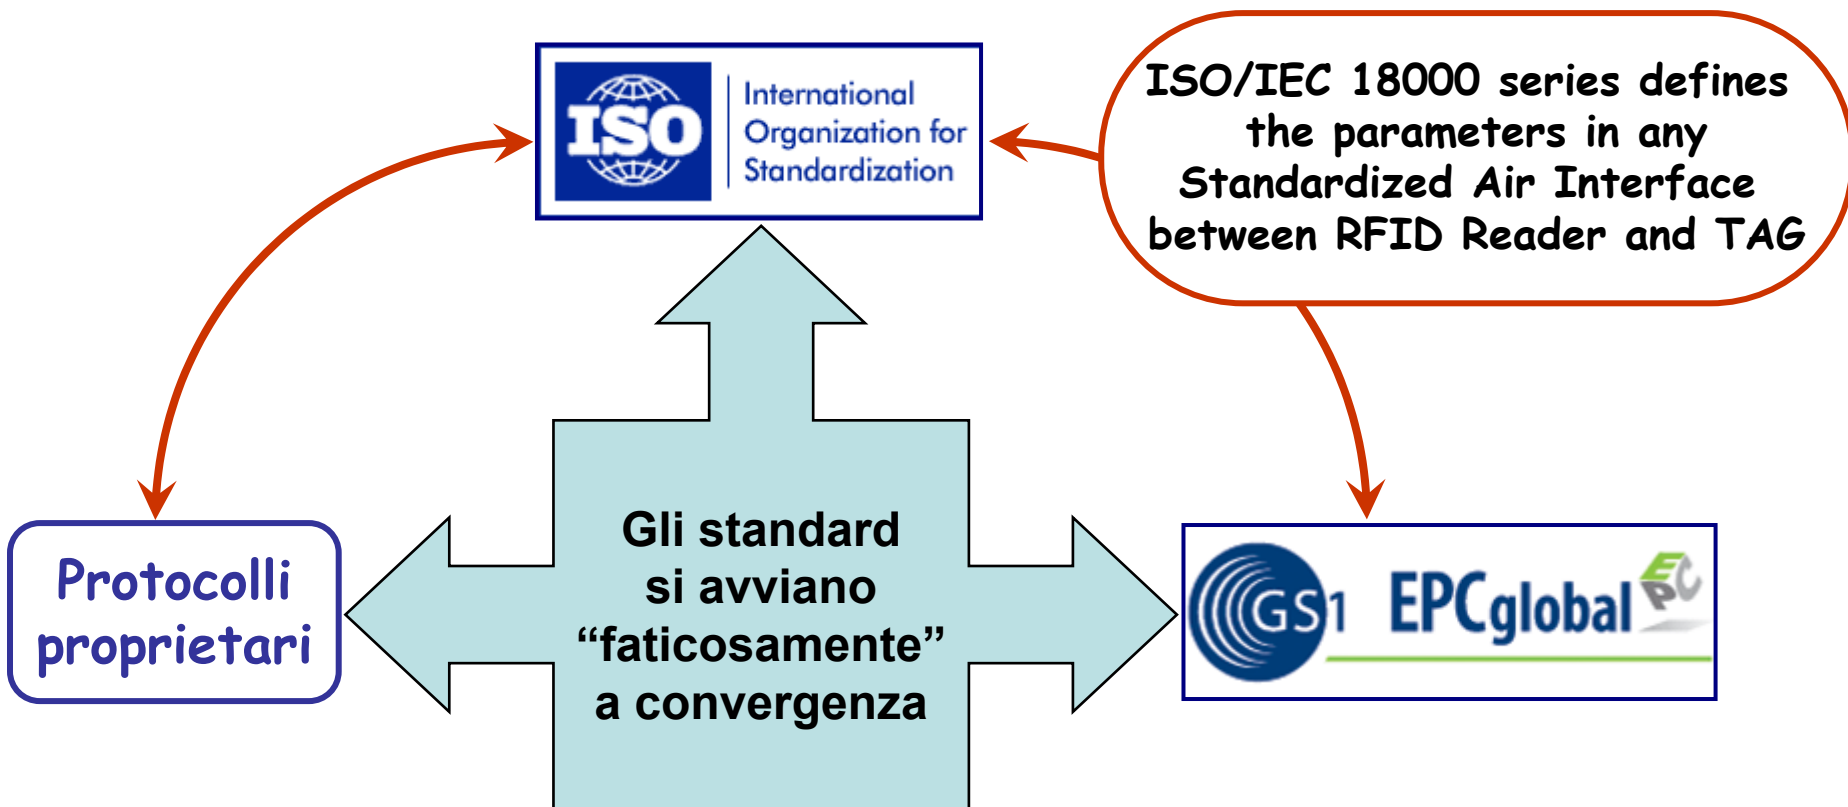 ISO
International
Organization for
Standardization
ISO/IEC 18000 series defines
the parameters in any
Standardized Air Interface
between RFID Reader and TAG
Gli standard
si avviano
“faticosamente”
a convergenza
Protocolli
proprietari
GS1 EPCglobal
EPC